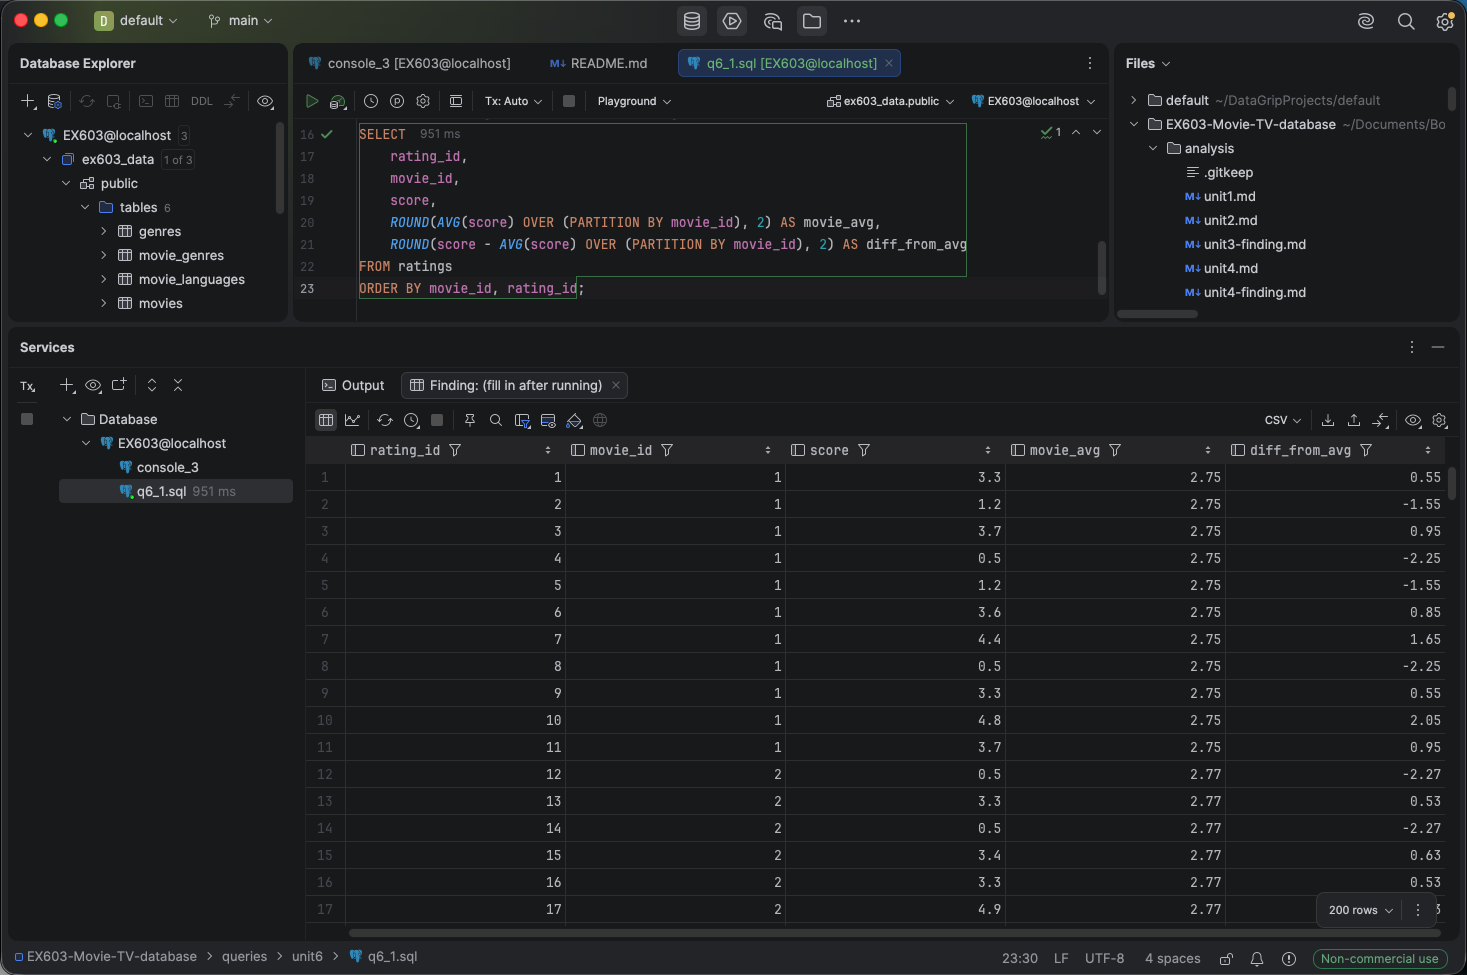 D default main
Database Explorer
DDL
EX603@localhost 3
ex603_data 1 of 3
public
tables 6
genres
movie_genres
movie_languages
movies
console_3 [EX603@localhost] M↓ README.md q6_1.sql [EX603@localhost]
Tx: Auto Playground ex603_data.public EX603@localhost
16 SELECT 951 ms 1
17 rating_id,
18 movie_id,
19 score,
20 ROUND(AVG(score) OVER (PARTITION BY movie_id), 2) AS movie_avg,
21 ROUND(score - AVG(score) OVER (PARTITION BY movie_id), 2) AS diff_from_avg
22 FROM ratings
23 ORDER BY movie_id, rating_id;
Files
default ~/DataGripProjects/default
EX603-Movie-TV-database ~/Documents/Bo
analysis
.gitkeep
M↓ unit1.md
M↓ unit2.md
M↓ unit3-finding.md
M↓ unit4.md
M↓ unit4-finding.md
Services
Tx
Database
EX603@localhost
console_3
q6_1.sql 951 ms
Output Finding: (fill in after running)
CSV
rating_id movie_id score movie_avg diff_from_avg
1 1 1 3.3 2.75 0.55
2 2 1 1.2 2.75 -1.55
3 3 1 3.7 2.75 0.95
4 4 1 0.5 2.75 -2.25
5 5 1 1.2 2.75 -1.55
6 6 1 3.6 2.75 0.85
7 7 1 4.4 2.75 1.65
8 8 1 0.5 2.75 -2.25
9 9 1 3.3 2.75 0.55
10 10 1 4.8 2.75 2.05
11 11 1 3.7 2.75 0.95
12 12 2 0.5 2.77 -2.27
13 13 2 3.3 2.77 0.53
14 14 2 0.5 2.77 -2.27
15 15 2 3.4 2.77 0.63
16 16 2 3.3 2.77 0.53
17 17 2 4.9 2.77 3
200 rows
EX603-Movie-TV-database > queries > unit6 > q6_1.sql
23:30 LF UTF-8 4 spaces Non-commercial use